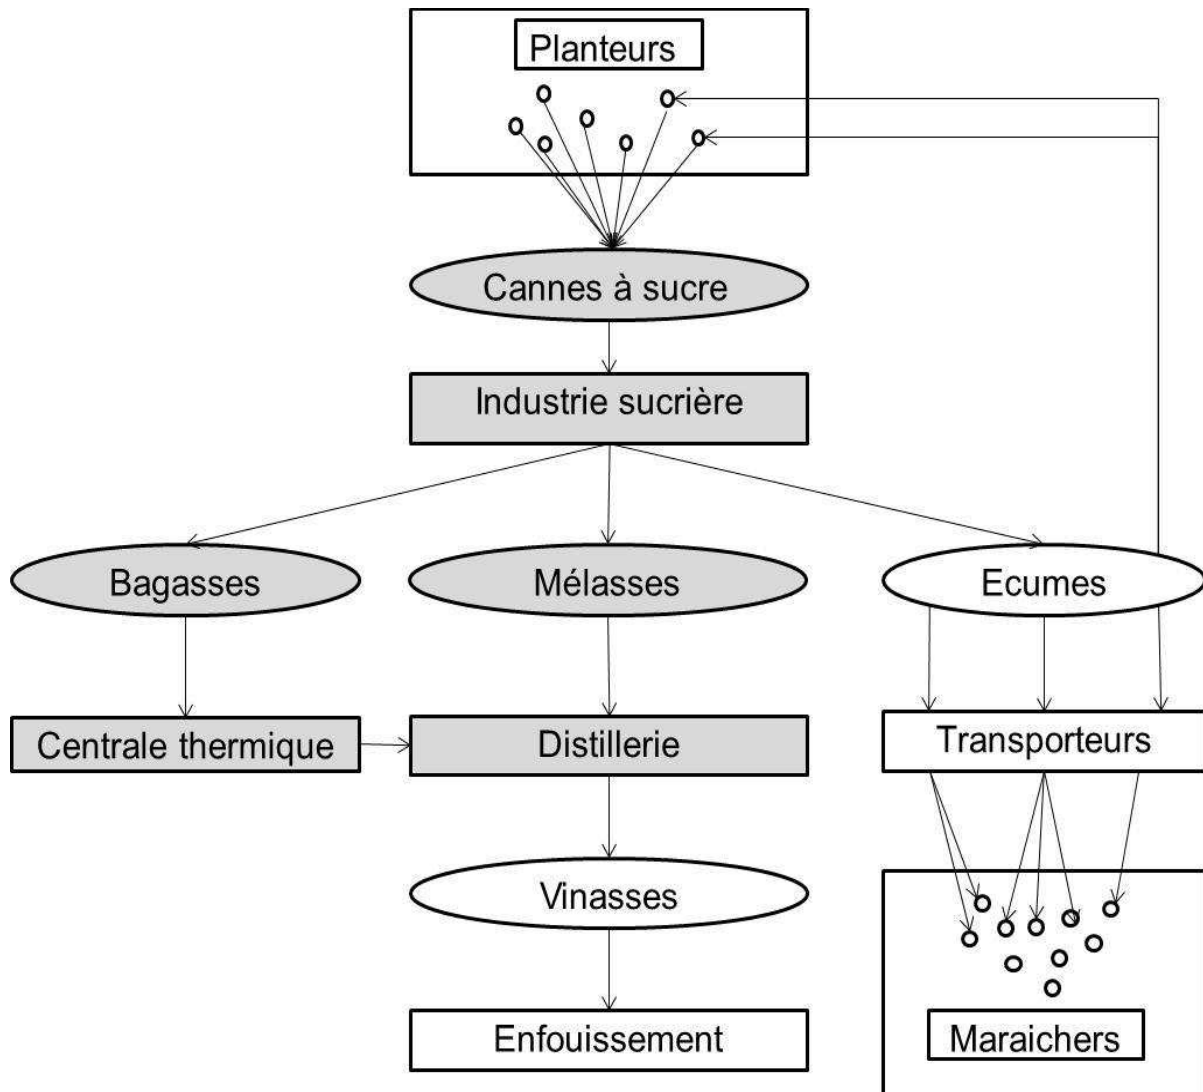 Planteurs
Cannes à sucre
Industrie sucrière
Bagasses
Mélasses
Ecumes
Centrale thermique
Distillerie
Transporteurs
Vinasses
Enfouissement
Maraichers